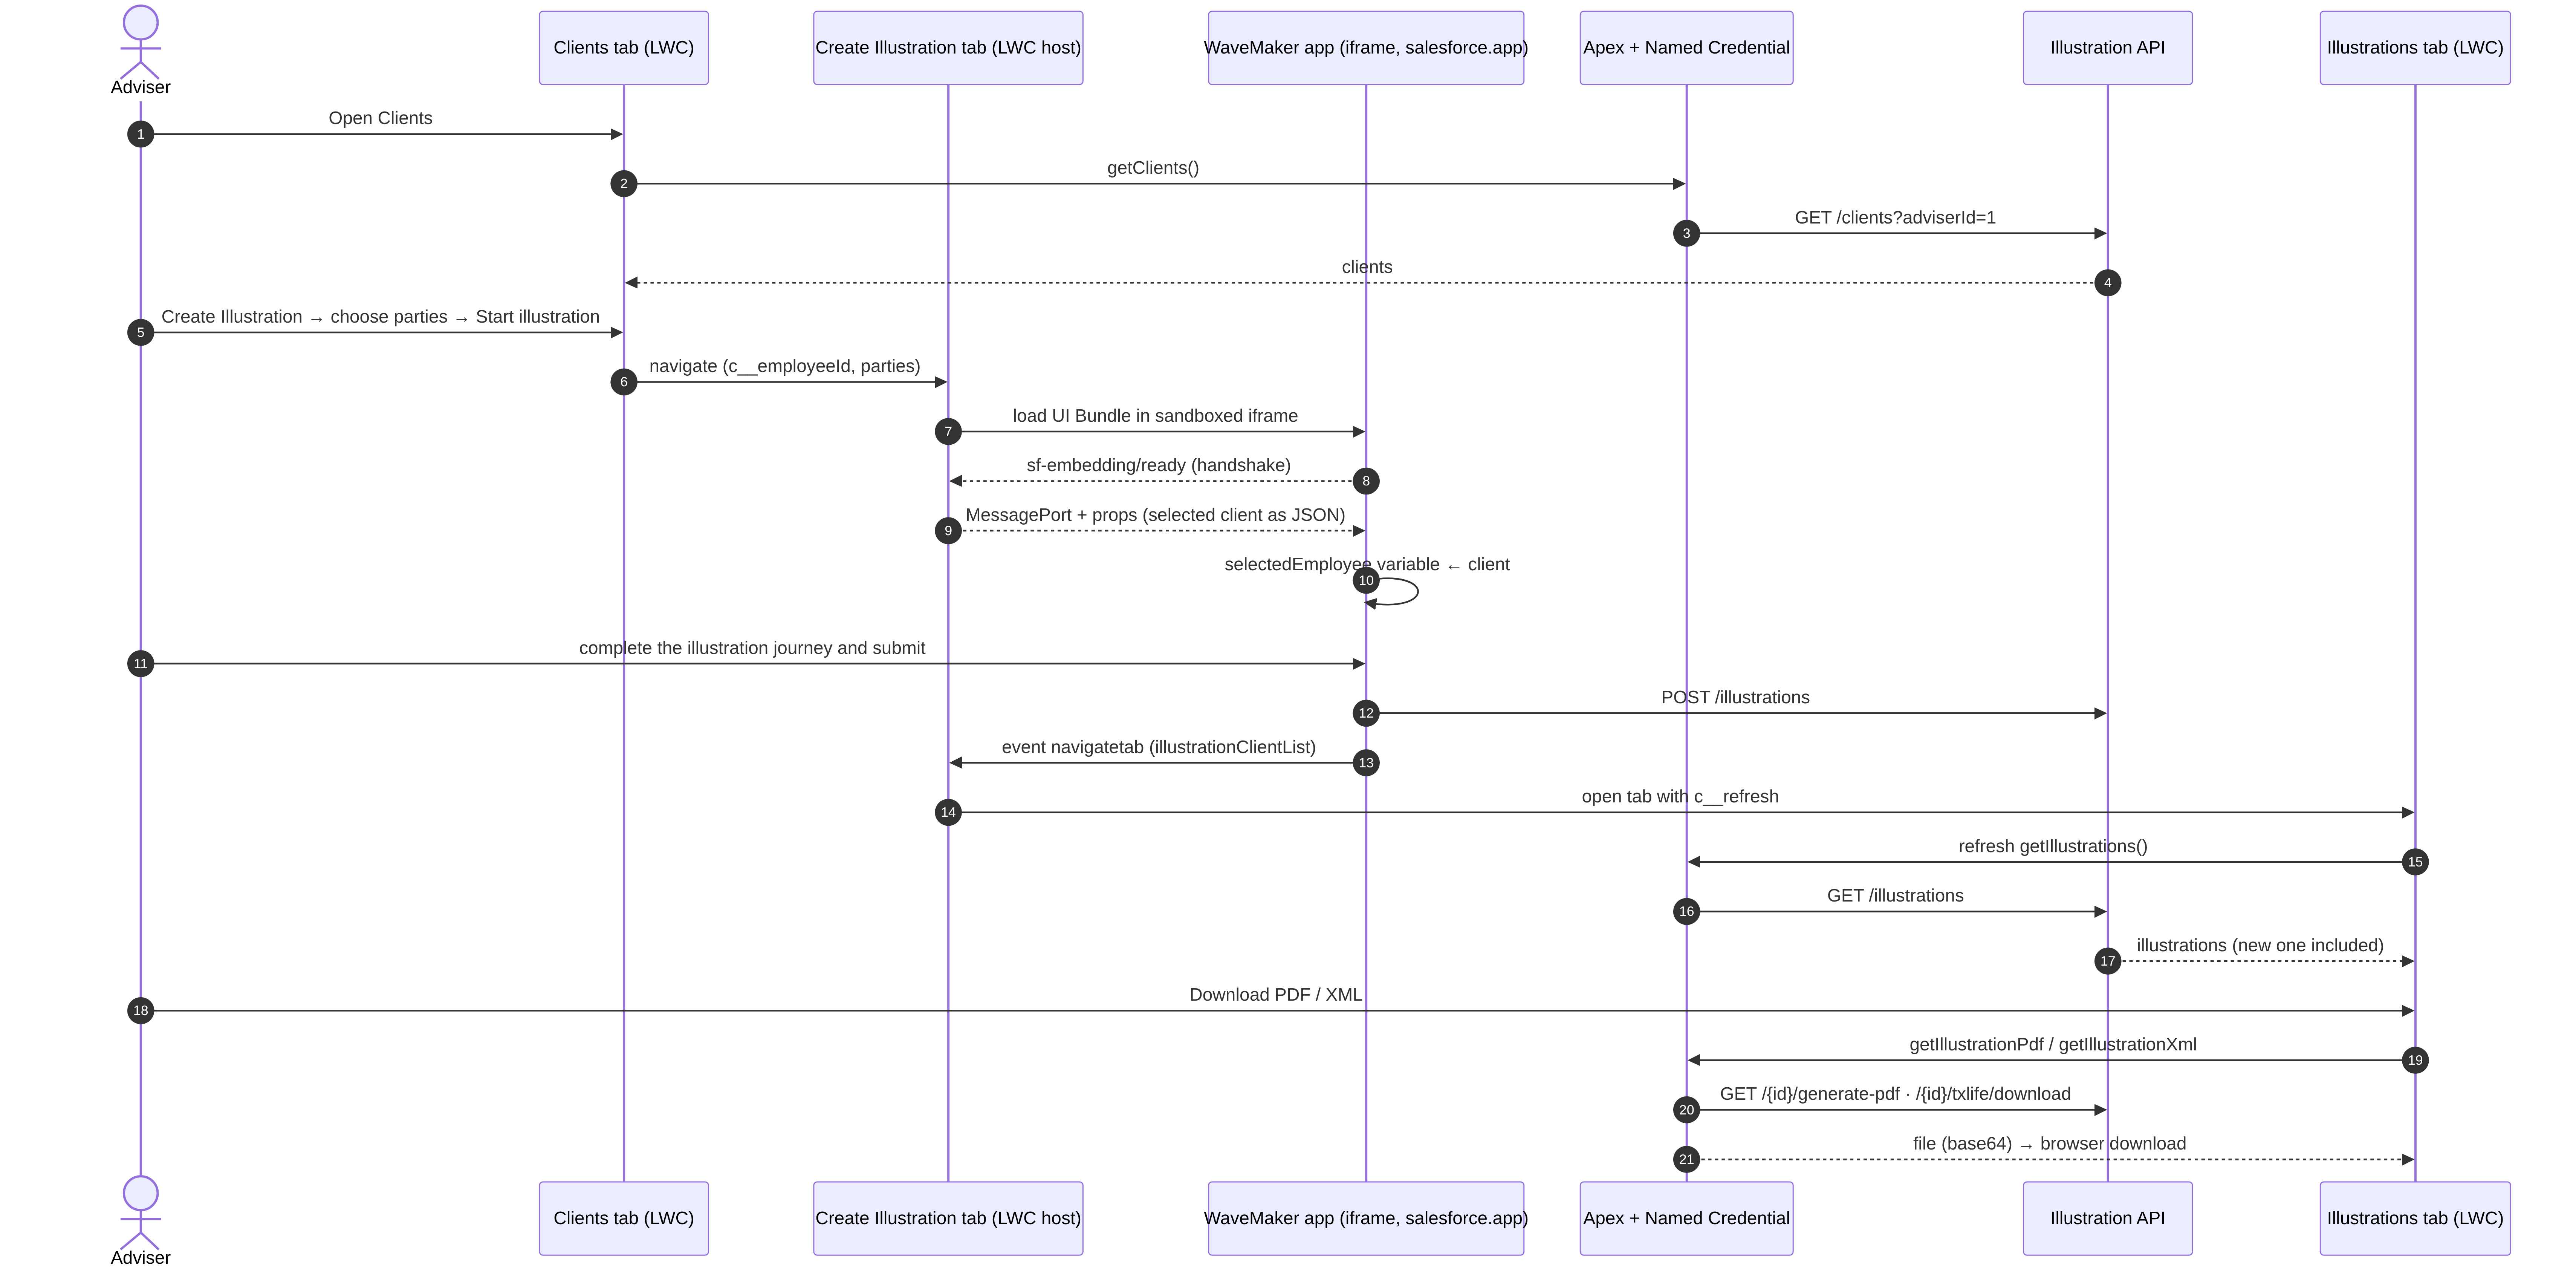 Adviser
Clients tab (LWC)
Create Illustration tab (LWC host)
WaveMaker app (iframe, salesforce.app)
Apex + Named Credential
Illustration API
Illustrations tab (LWC)
1
Open Clients
2
getClients()
3
GET /clients?adviserId=1
4
clients
5
Create Illustration → choose parties → Start illustration
6
navigate (c__employeeId, parties)
7
load UI Bundle in sandboxed iframe
8
sf-embedding/ready (handshake)
9
MessagePort + props (selected client as JSON)
10
selectedEmployee variable ← client
11
complete the illustration journey and submit
12
POST /illustrations
13
event navigatetab (illustrationClientList)
14
open tab with c__refresh
15
refresh getIllustrations()
16
GET /illustrations
17
illustrations (new one included)
18
Download PDF / XML
19
getIllustrationPdf / getIllustrationXml
20
GET /{id}/generate-pdf · /{id}/txlife/download
21
file (base64) → browser download
Adviser
Clients tab (LWC)
Create Illustration tab (LWC host)
WaveMaker app (iframe, salesforce.app)
Apex + Named Credential
Illustration API
Illustrations tab (LWC)